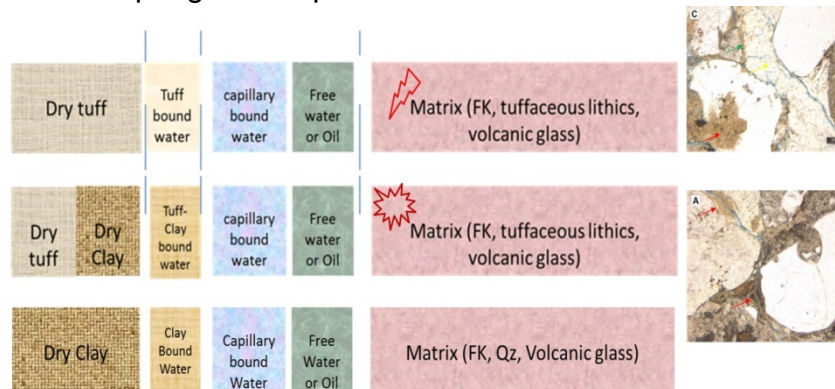 Dry tuff
Tuff
bound
water
capillary
bound
water
Free
water
or Oil
Matrix (FK, tuffaceous lithics,
volcanic glass)
C
Dry
tuff
Dry
Clay
Tuff-
Clay
bound
water
capillary
bound
water
Free
water
or Oil
Matrix (FK, tuffaceous lithics,
volcanic glass)
A
Dry Clay
Clay
Bound
Water
Capillary
bound
Water
Free
Water
or Oil
Matrix (FK, Qz, Volcanic glass)